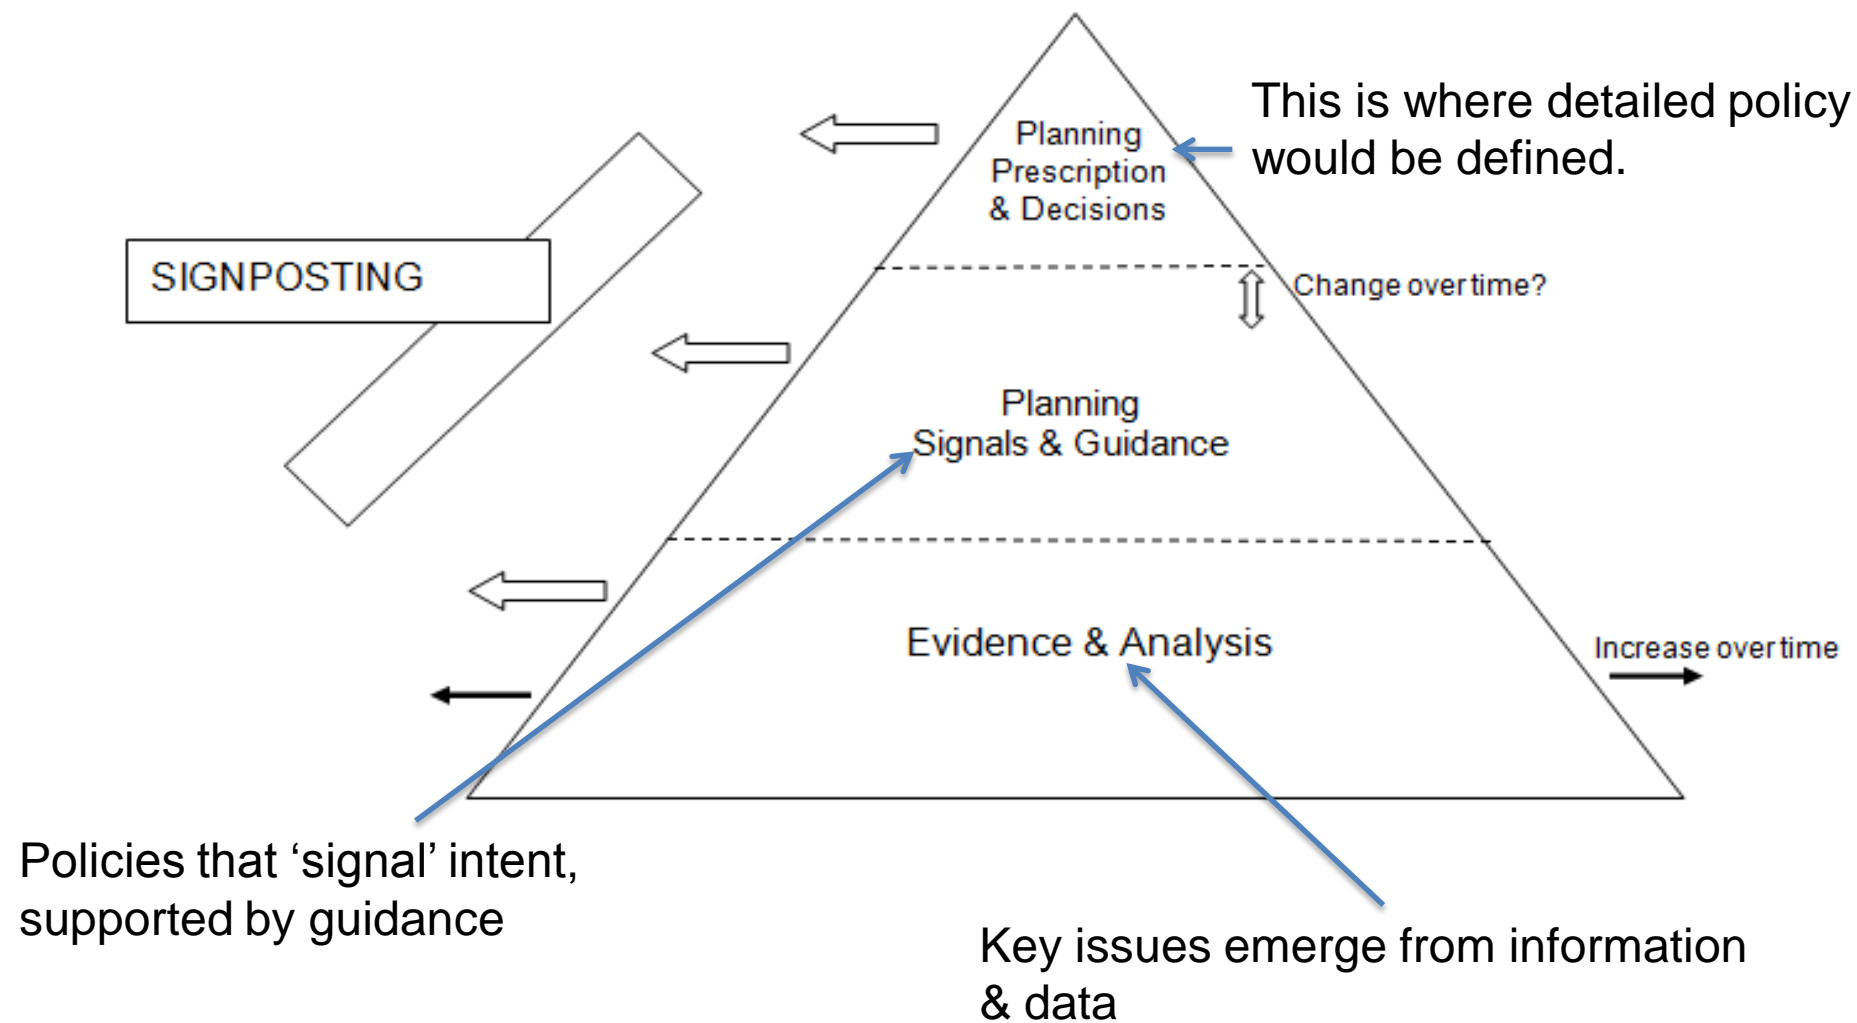 This is where detailed policy
would be defined.
Planning
Prescription
& Decisions
SIGNPOSTING
Change over time?
Planning
Signals & Guidance
Evidence & Analysis
Increase over time
Policies that ‘signal’ intent,
supported by guidance
Key issues emerge from information
& data